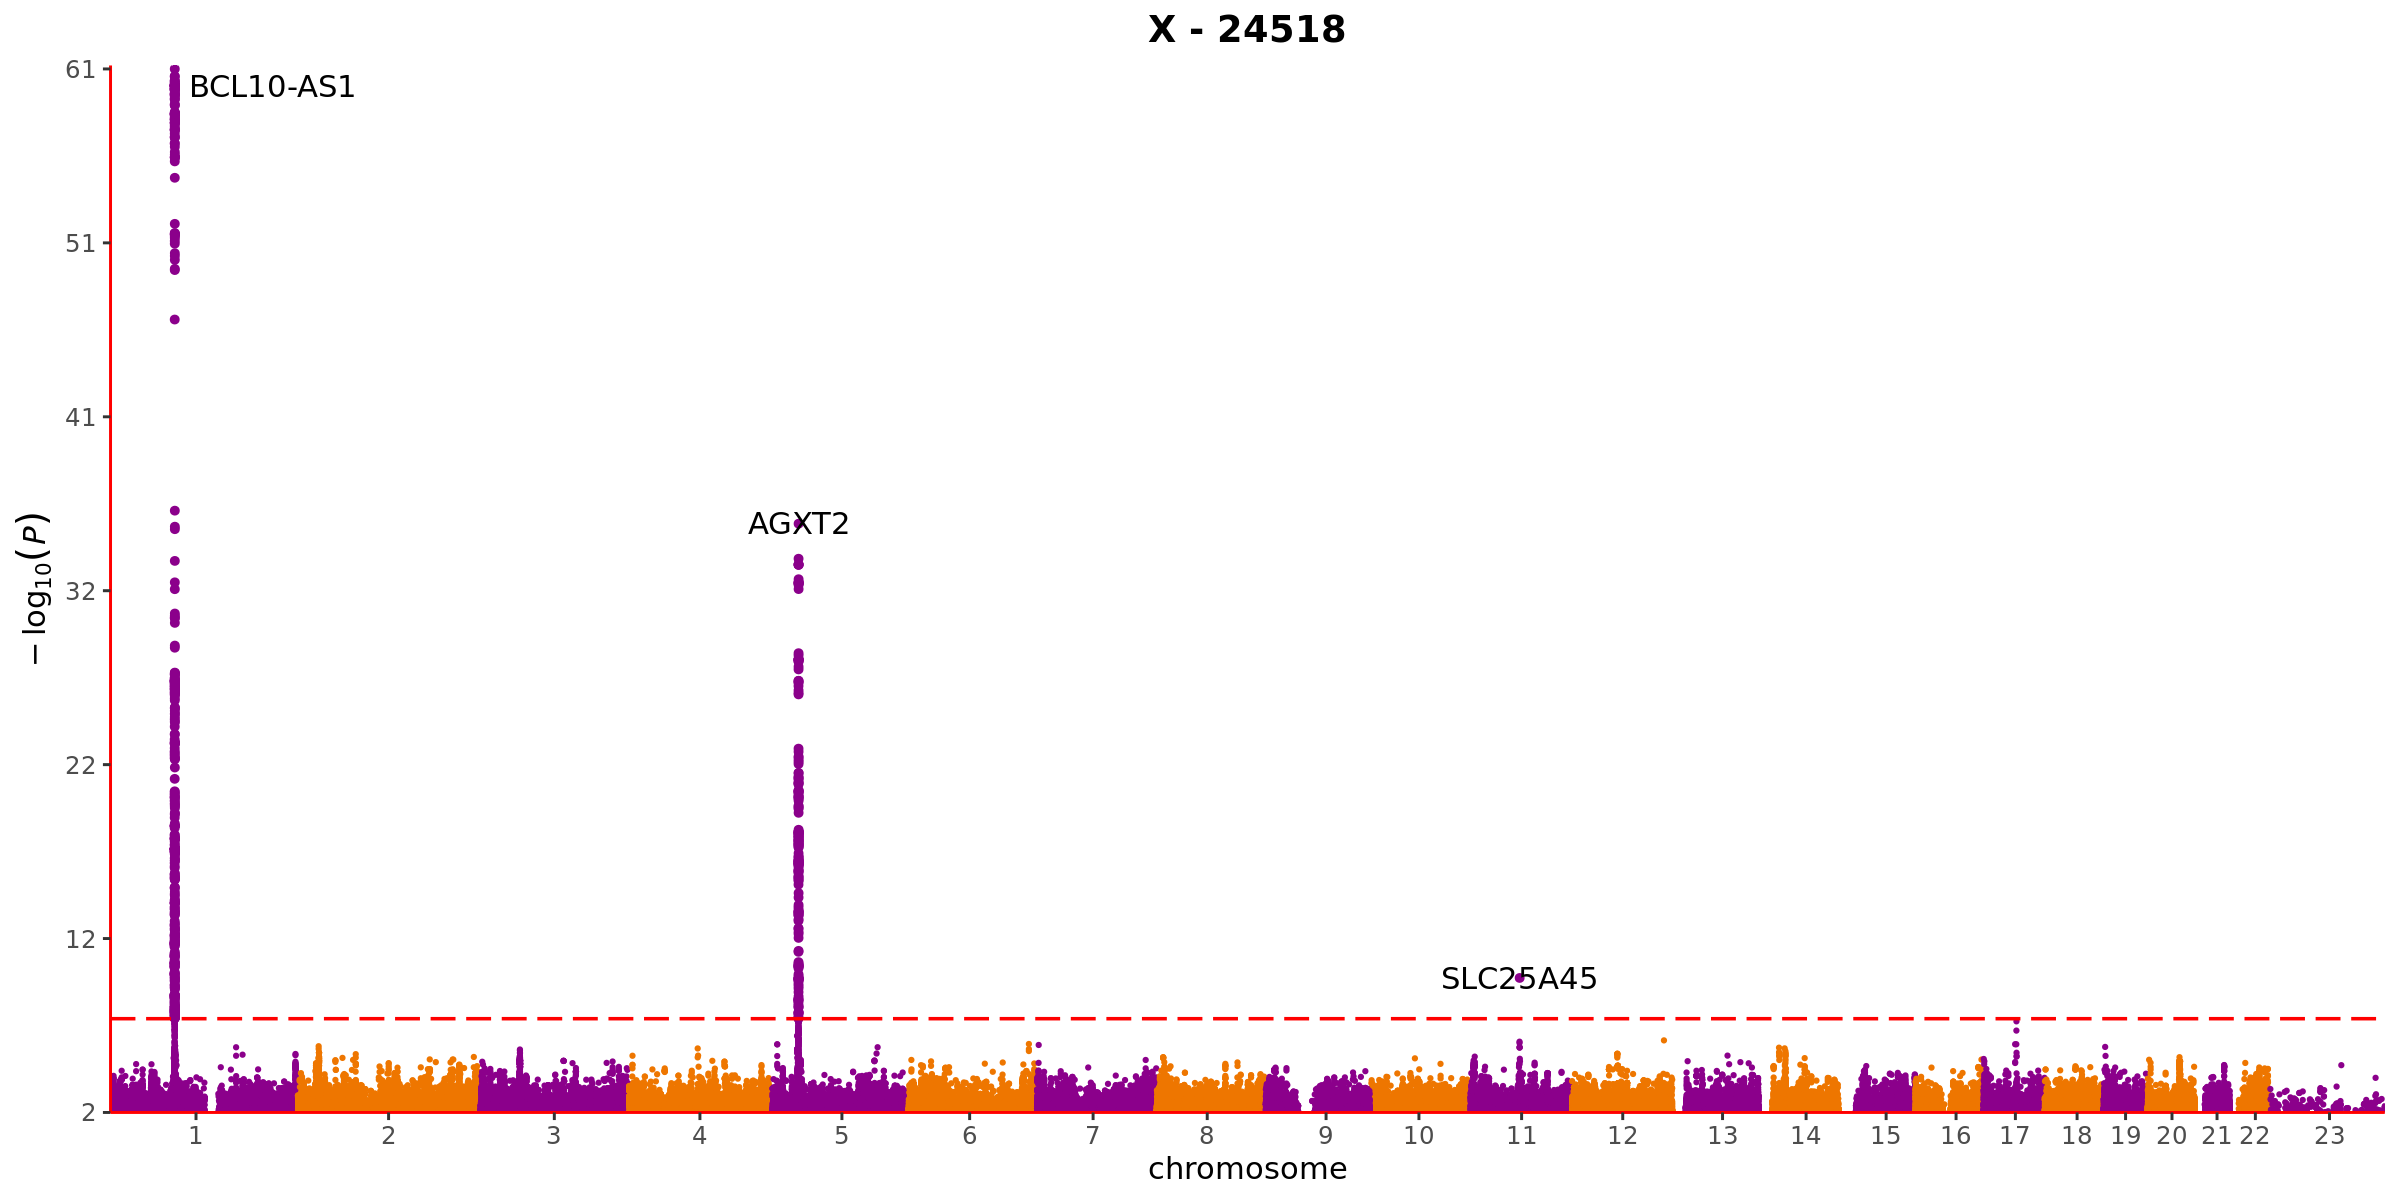 X - 24518
61
BCL10-AS1
51
41
AGXT2
32
22
12
SLC25A45
2
− log10(P)
1 2 3 4 5 6 7 8 9 10 11 12 13 14 15 16 17 18 19 20 21 22 23
chromosome